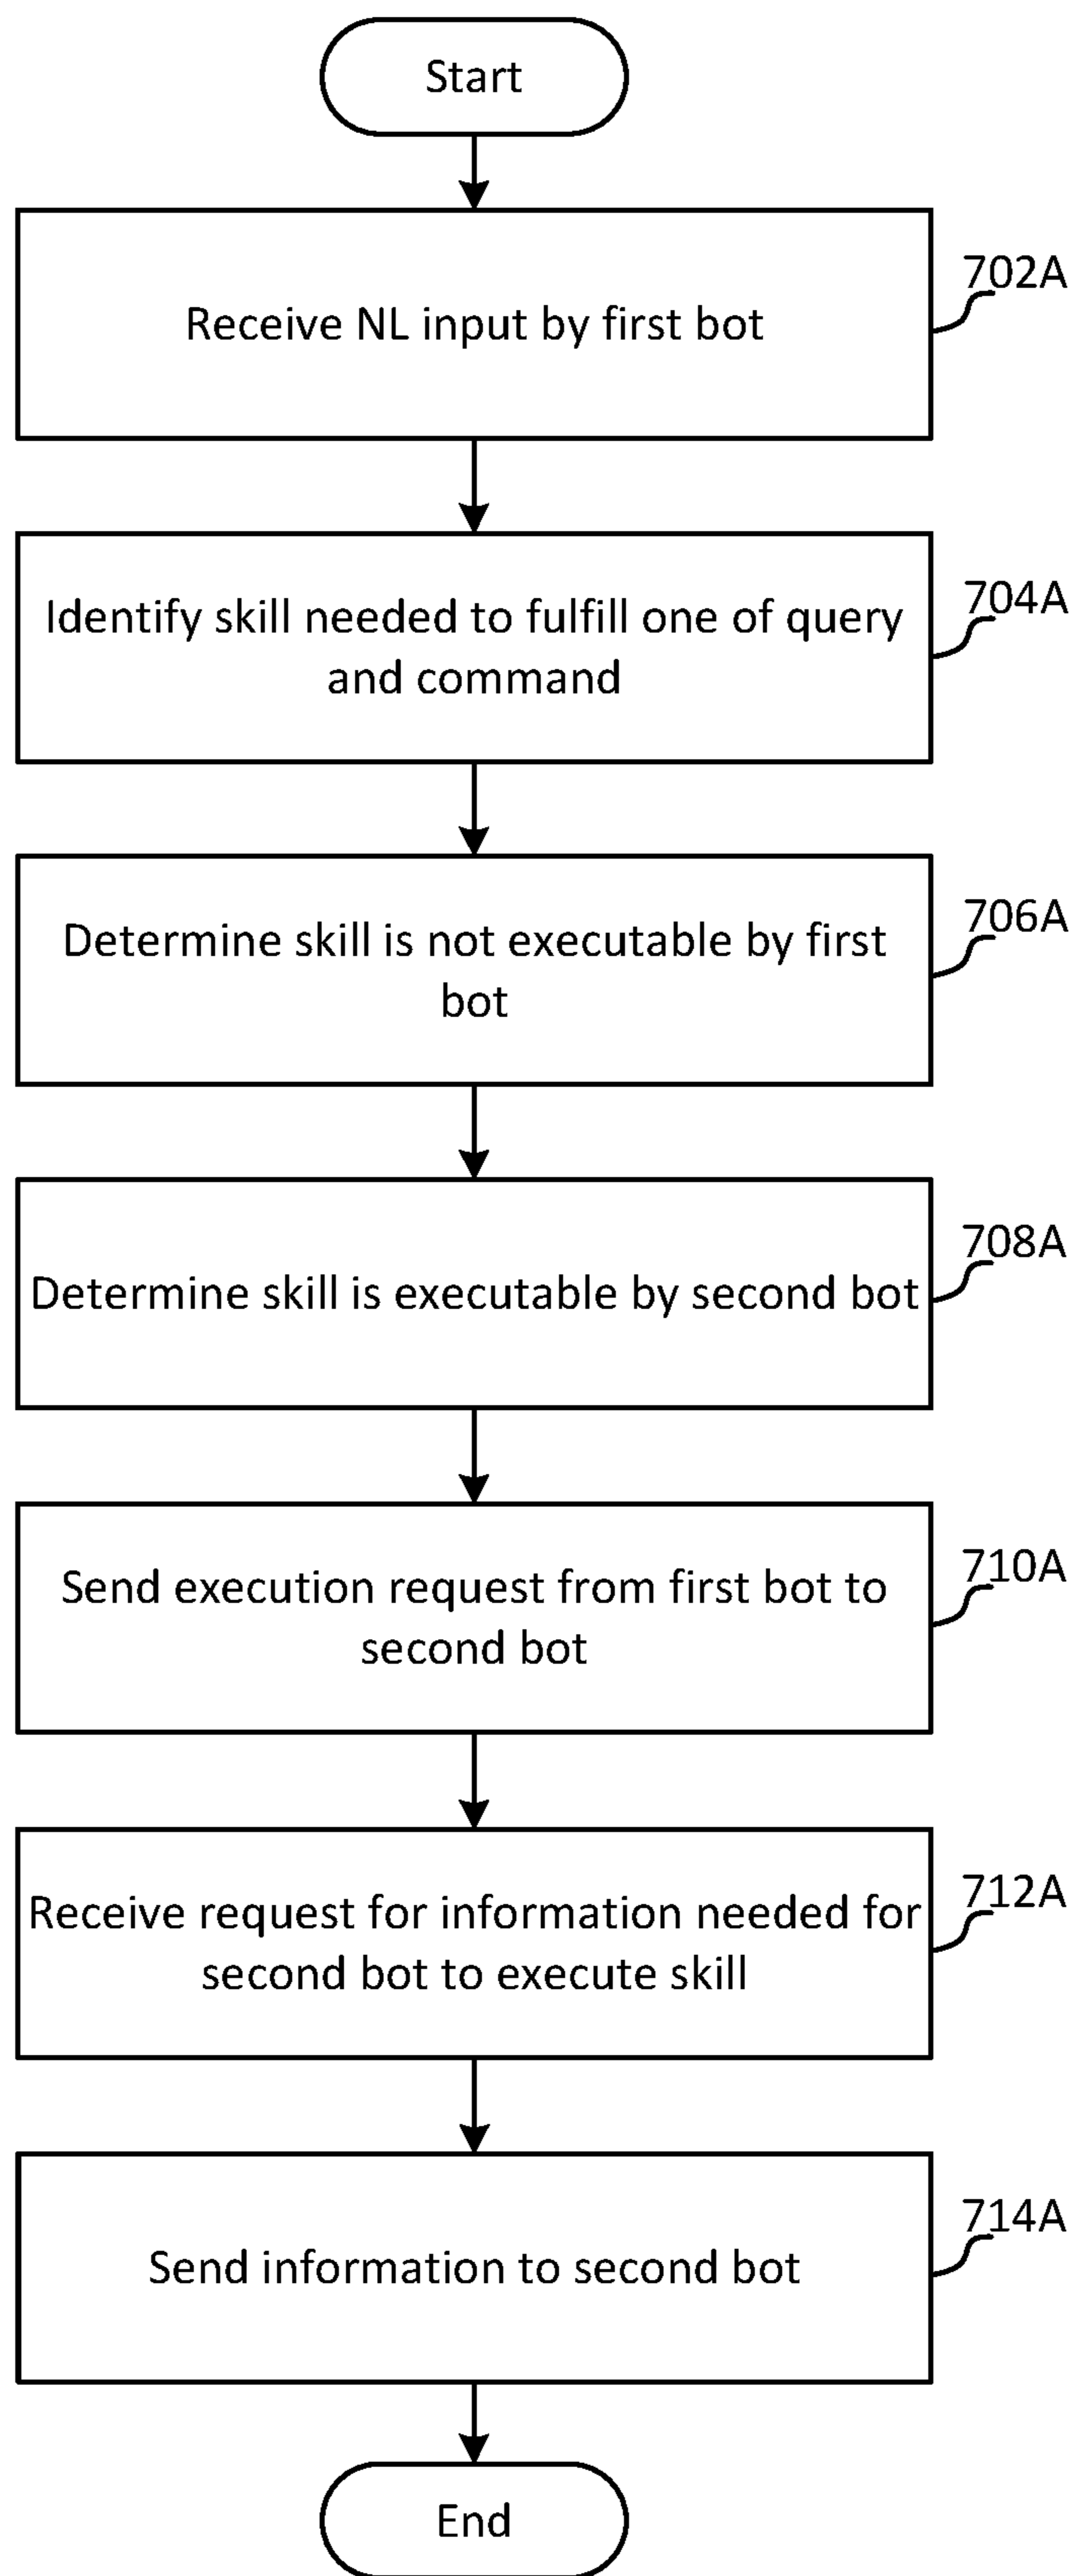 Start
702A
Receive NL input by first bot
704A
Identify skill needed to fulfill one of query
and command
706A
Determine skill is not executable by first
bot
708A
Determine skill is executable by second bot
710A
Send execution request from first bot to
second bot
712A
Receive request for information needed for
second bot to execute skill
714A
Send information to second bot
End